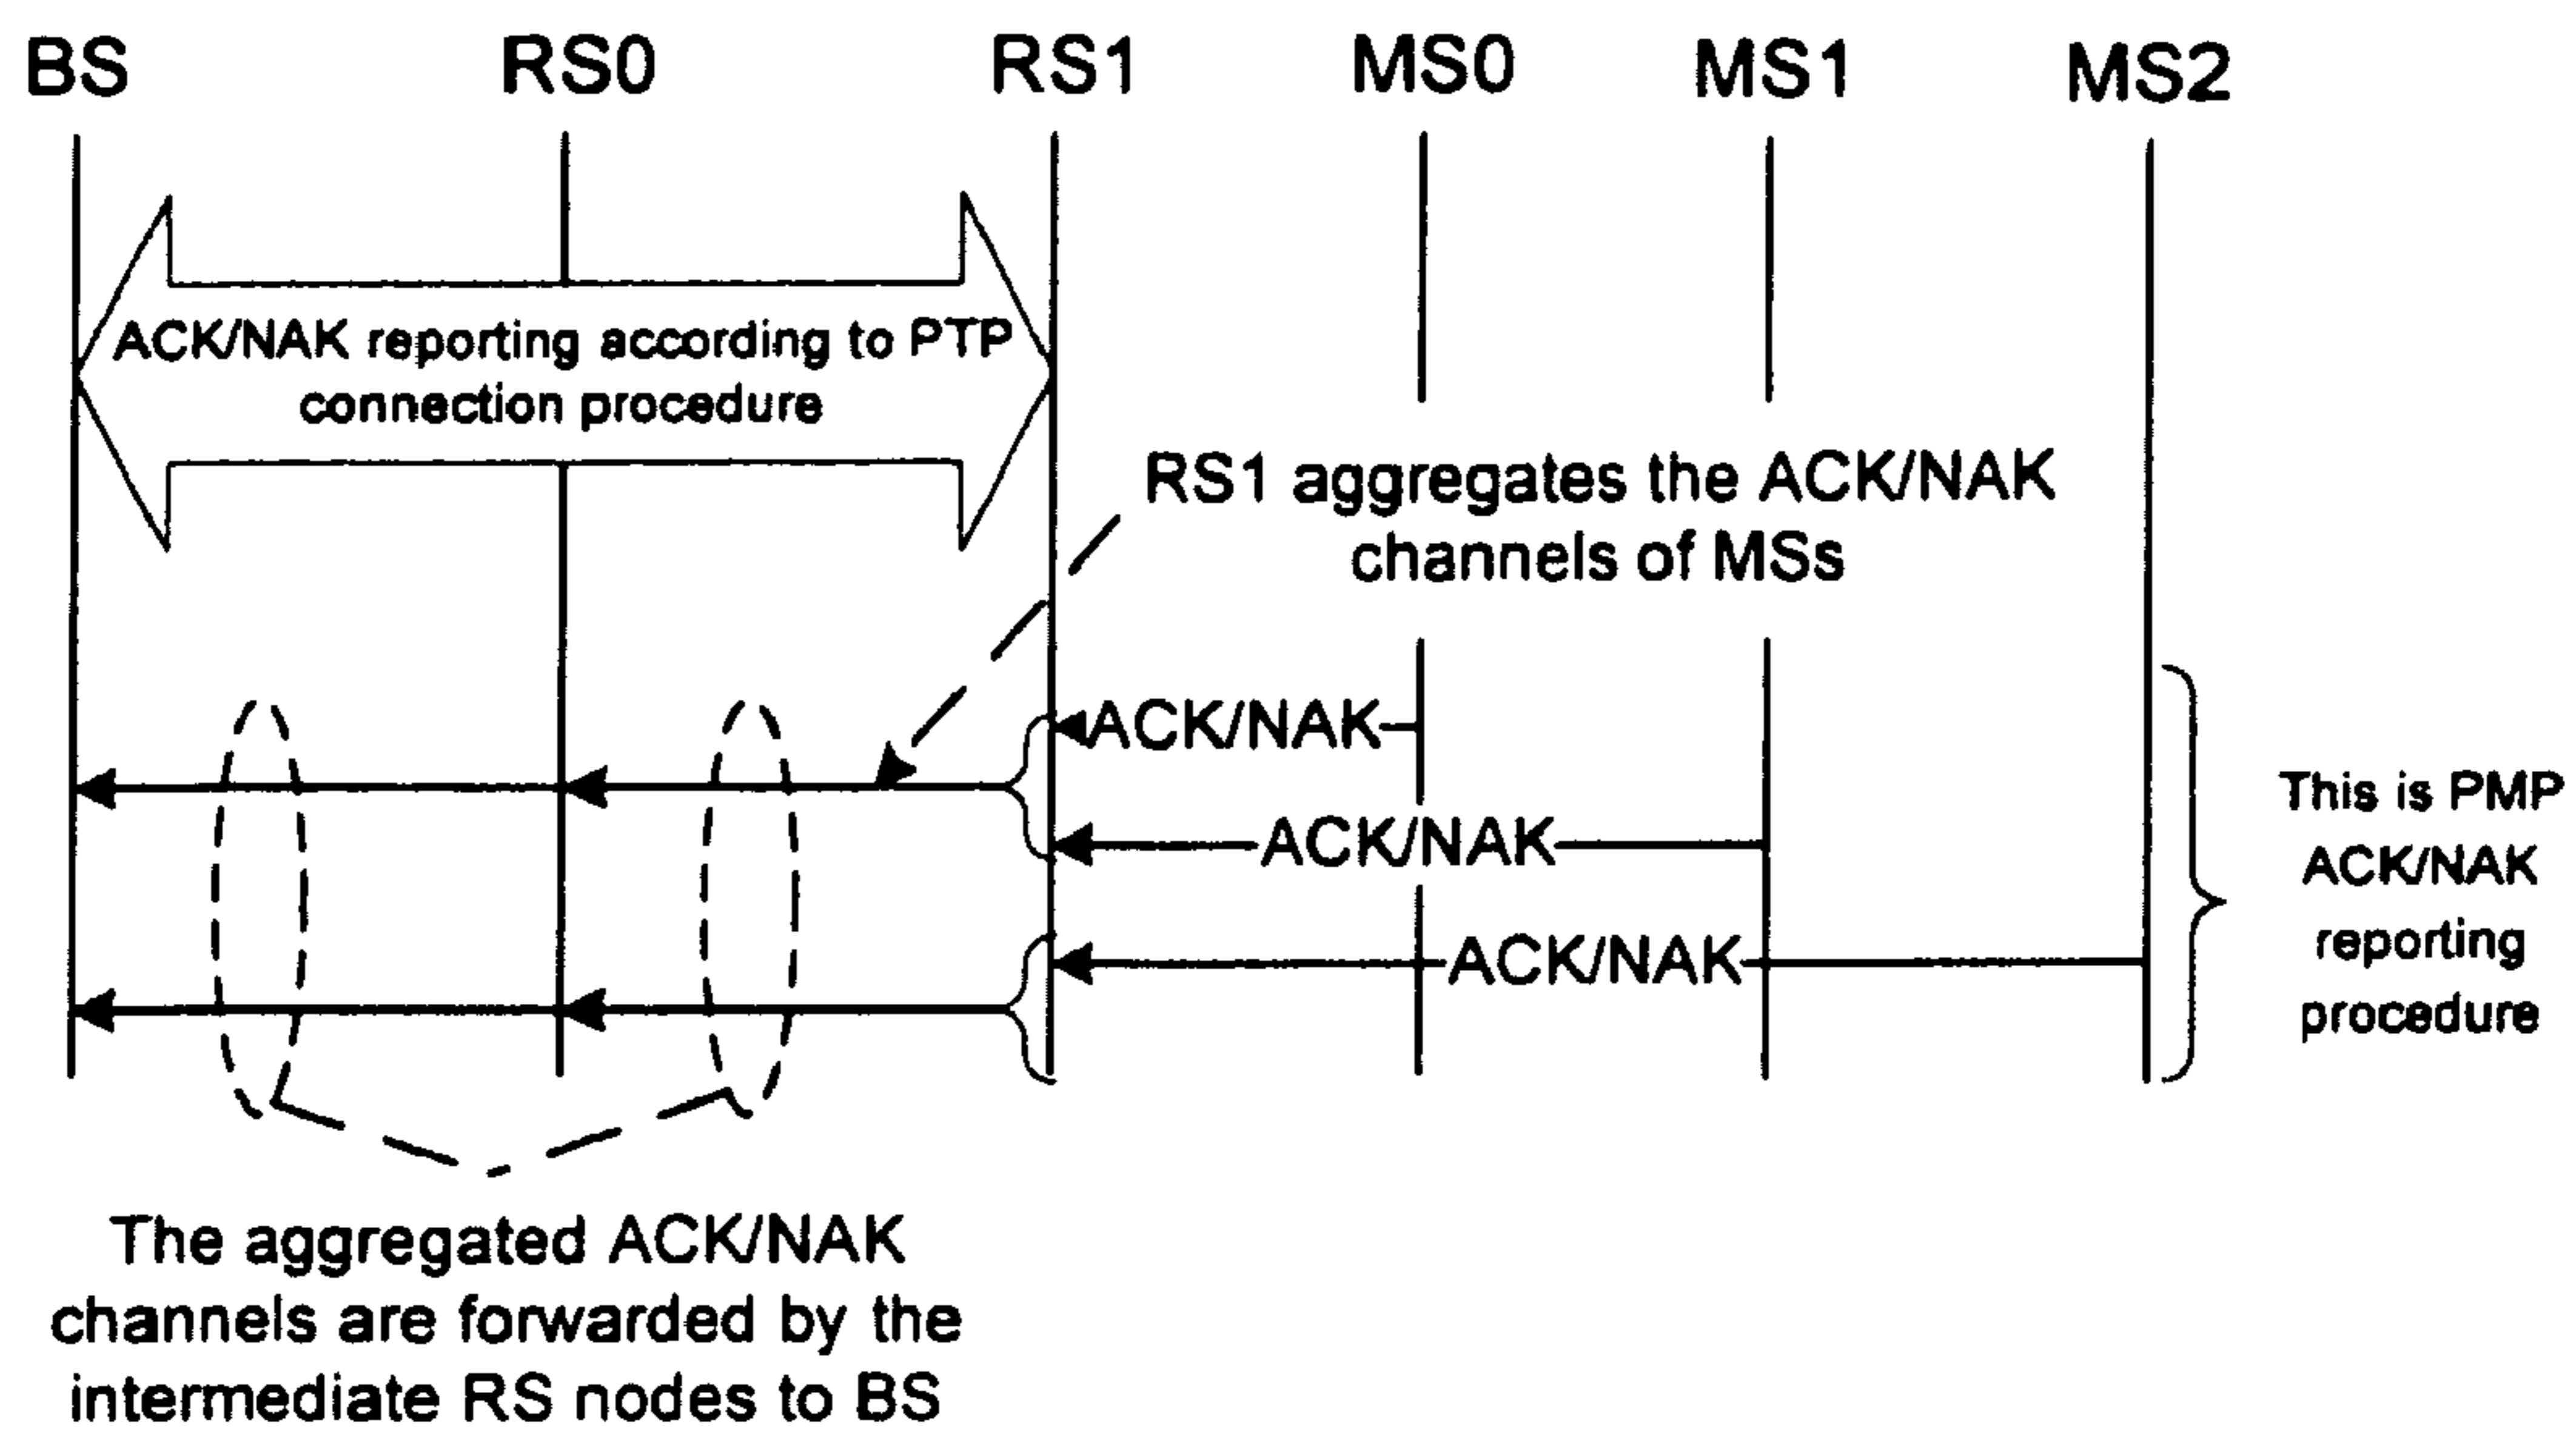 BS RS0 RS1 MS0 MS1 MS2
ACK/NAK reporting according to PTP
connection procedure
RS1 aggregates the ACK/NAK
channels of MSs
ACK/NAK
ACK/NAK
ACK/NAK
This is PMP
ACK/NAK
reporting
procedure
The aggregated ACK/NAK
channels are forwarded by the
intermediate RS nodes to BS